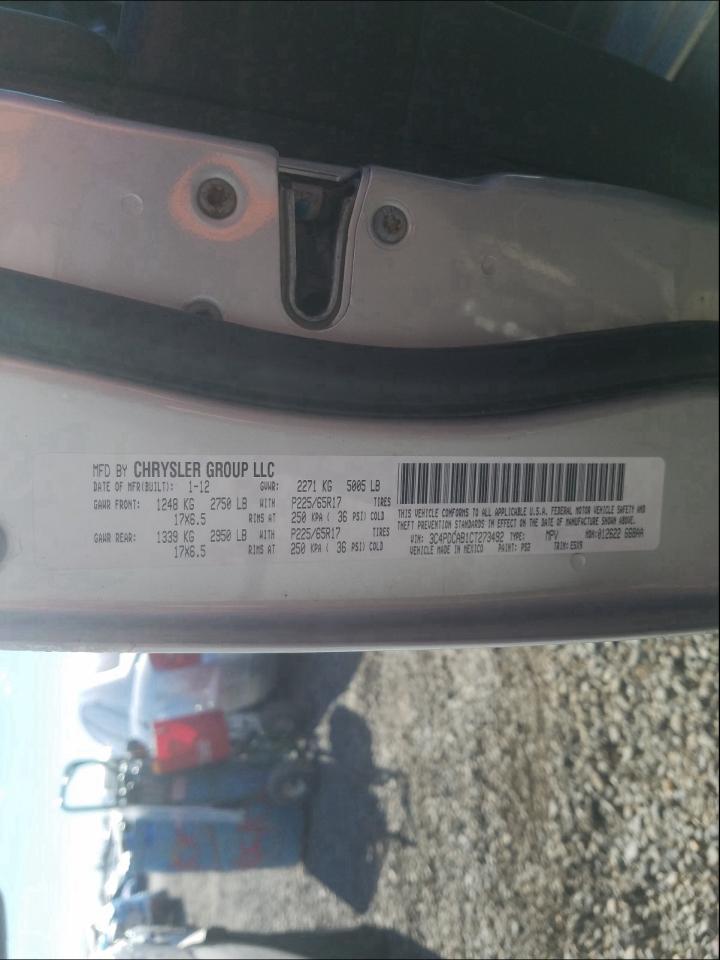 MFD BY CHRYSLER GROUP LLC
DATE OF MFR(BUILT): 1-12 GVWR: 2271 KG 5005 LB
GAWR FRONT: 1248 KG 2750 LB WITH P225/65R17 TIRES
17X6.5 RIMS AT 250 KPA ( 36 PSI) COLD
GAWR REAR: 1339 KG 2950 LB WITH P225/65R17 TIRES
17X6.5 RIMS AT 250 KPA ( 36 PSI) COLD
THIS VEHICLE CONFORMS TO ALL APPLICABLE U.S.A. FEDERAL MOTOR VEHICLE SAFETY AND
THEFT PREVENTION STANDARDS IN EFFECT ON THE DATE OF MANUFACTURE SHOWN ABOVE.
VIN: 3C4PDCAB1CT273492 TYPE: MPV MDH: 012622 668AA
VEHICLE MADE IN MEXICO PAINT: PS2 TRIM: